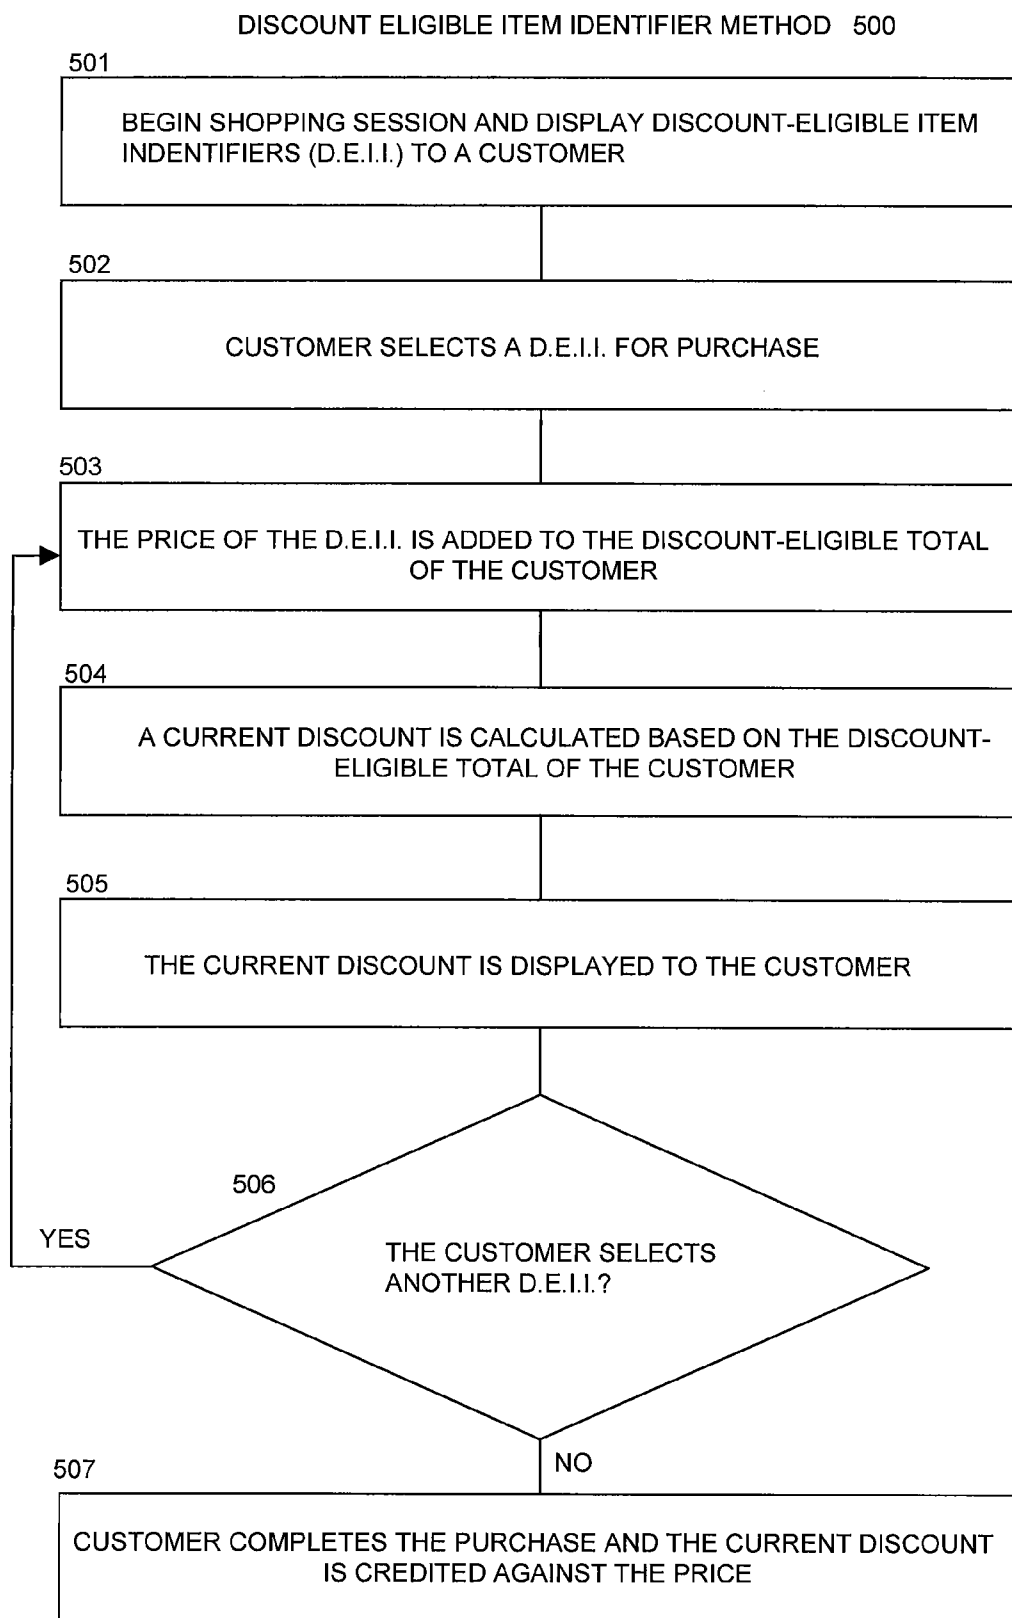 DISCOUNT ELIGIBLE ITEM IDENTIFIER METHOD 500
501
BEGIN SHOPPING SESSION AND DISPLAY DISCOUNT-ELIGIBLE ITEM
INDENTIFIERS (D.E.I.I.) TO A CUSTOMER
502
CUSTOMER SELECTS A D.E.I.I. FOR PURCHASE
503
THE PRICE OF THE D.E.I.I. IS ADDED TO THE DISCOUNT-ELIGIBLE TOTAL
OF THE CUSTOMER
504
A CURRENT DISCOUNT IS CALCULATED BASED ON THE DISCOUNT-
ELIGIBLE TOTAL OF THE CUSTOMER
505
THE CURRENT DISCOUNT IS DISPLAYED TO THE CUSTOMER
506
YES
THE CUSTOMER SELECTS
ANOTHER D.E.I.I.?
NO
507
CUSTOMER COMPLETES THE PURCHASE AND THE CURRENT DISCOUNT
IS CREDITED AGAINST THE PRICE